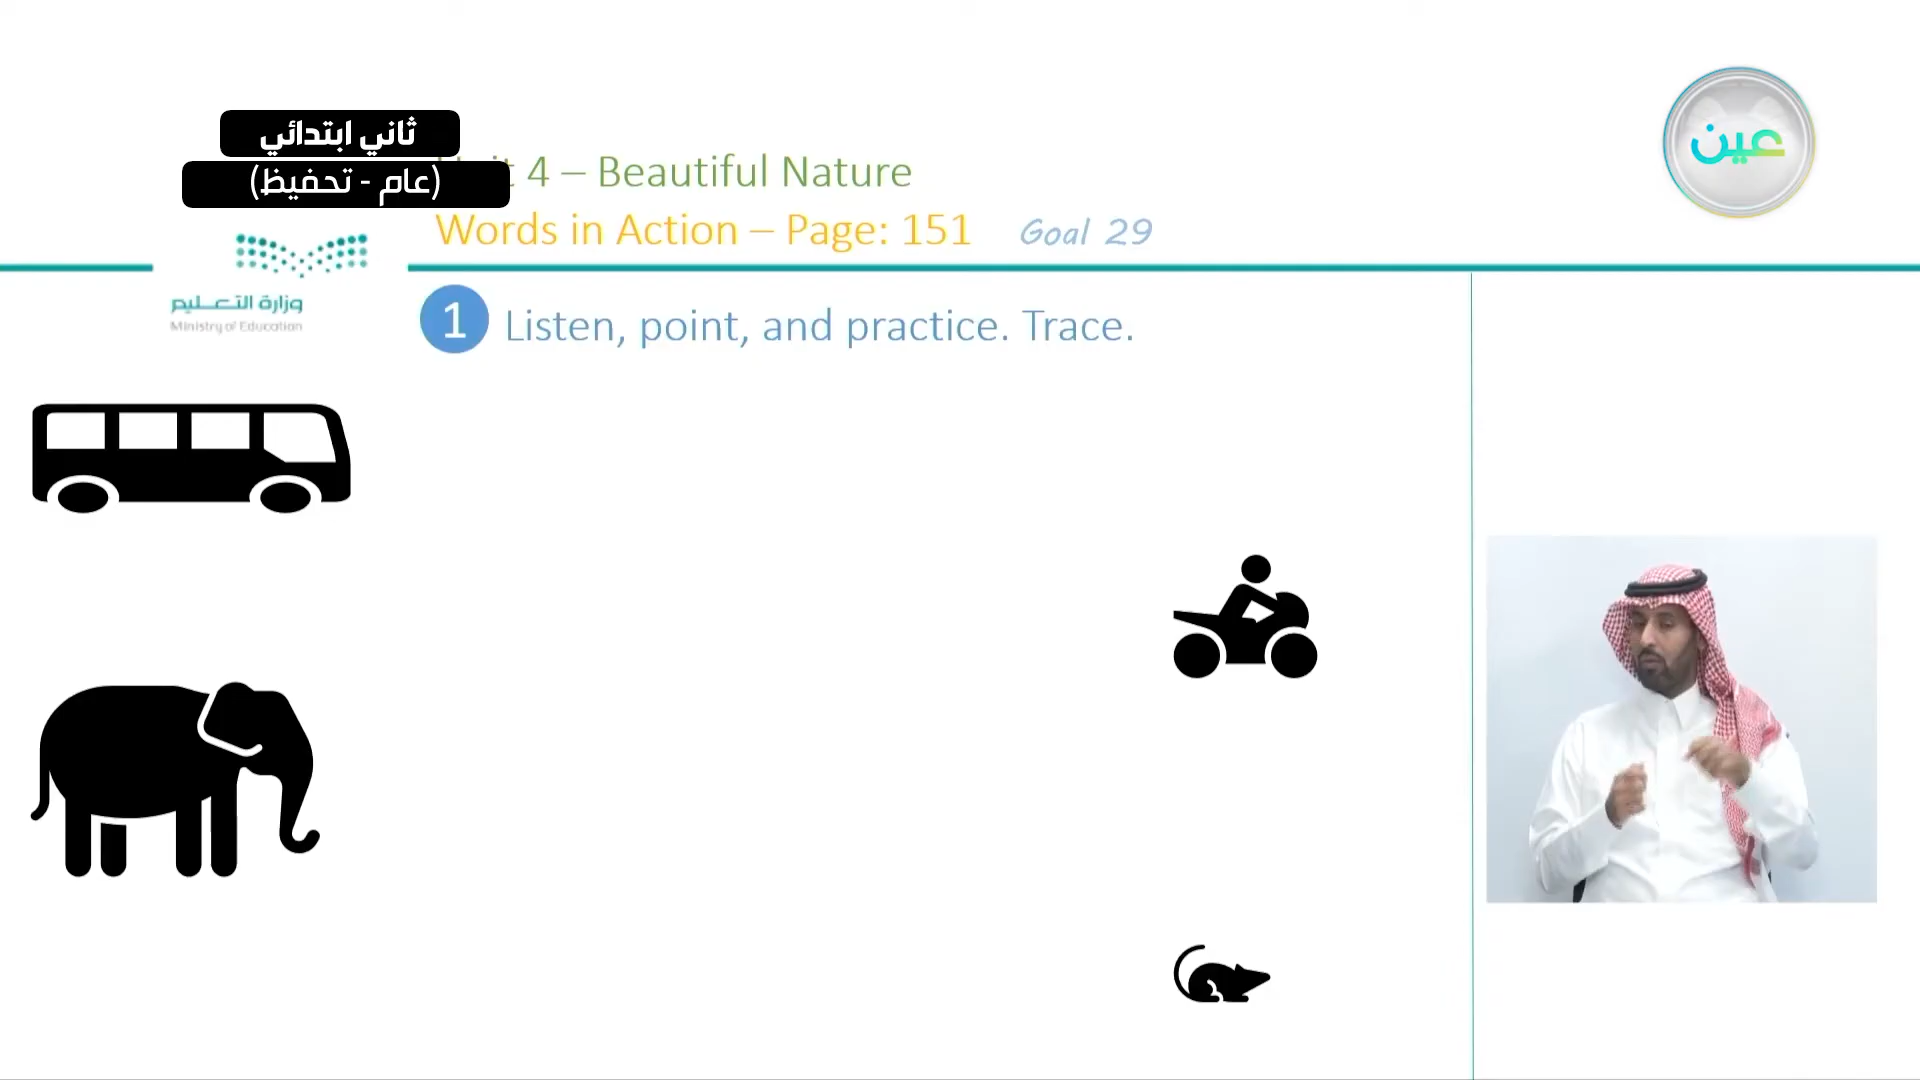 ثاني ابتدائي
(عام - تحفيظ)
4 – Beautiful Nature
Words in Action – Page: 151 Goal 29
عين
وزارة التعليم
Ministry of Education
1 Listen, point, and practice. Trace.